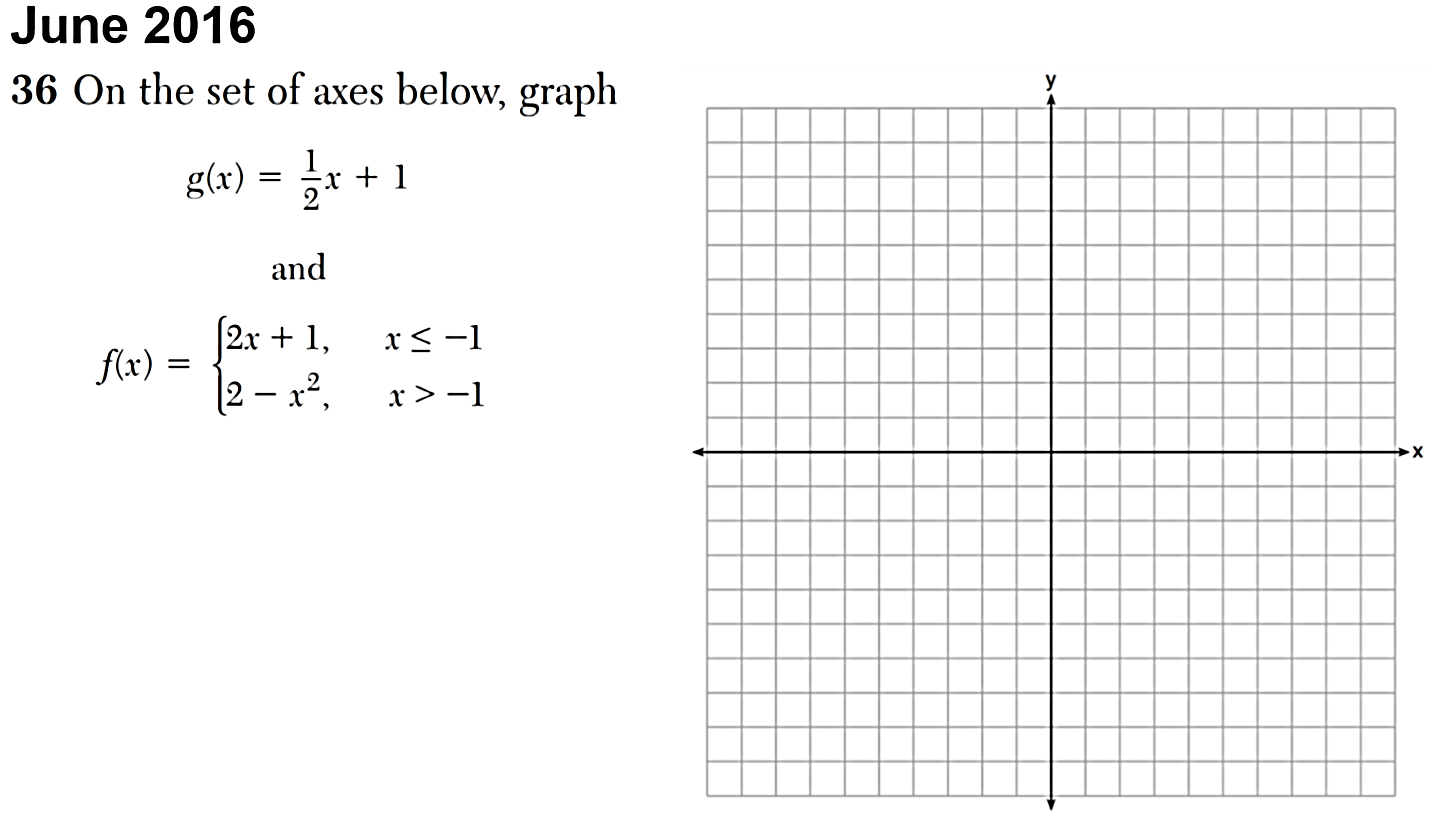 June 2016
36 On the set of axes below, graph
g(x) = 1/2 x + 1
and
f(x) = { 2x + 1, x ≤ −1
2 − x², x > −1
y
x